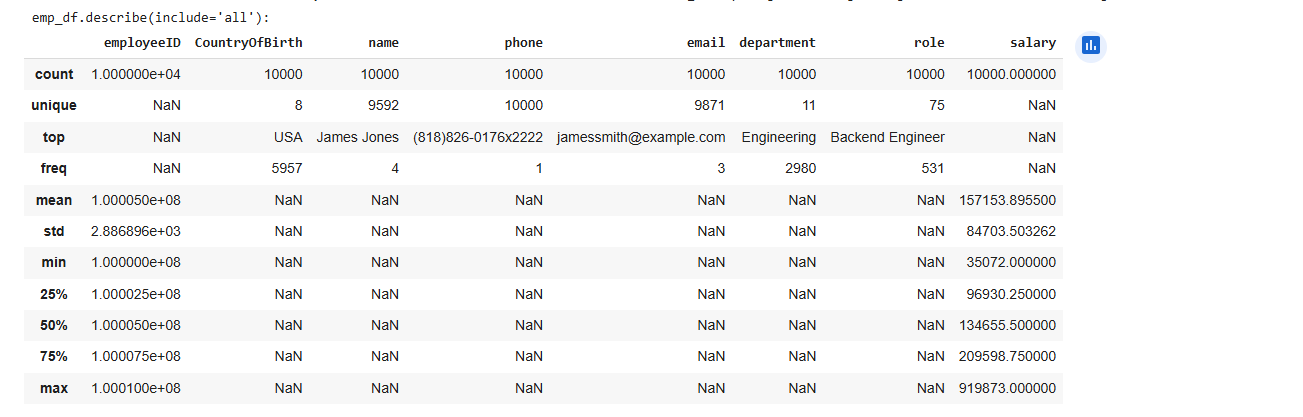 emp_df.describe(include='all'):
employeeID CountryOfBirth name phone email department role salary
count 1.000000e+04 10000 10000 10000 10000 10000 10000 10000.000000
unique NaN 8 9592 10000 9871 11 75 NaN
top NaN USA James Jones (818)826-0176x2222 jamessmith@example.com Engineering Backend Engineer NaN
freq NaN 5957 4 1 3 2980 531 NaN
mean 1.000050e+08 NaN NaN NaN NaN NaN NaN 157153.895500
std 2.886896e+03 NaN NaN NaN NaN NaN NaN 84703.503262
min 1.000000e+08 NaN NaN NaN NaN NaN NaN 35072.000000
25% 1.000025e+08 NaN NaN NaN NaN NaN NaN 96930.250000
50% 1.000050e+08 NaN NaN NaN NaN NaN NaN 134655.500000
75% 1.000075e+08 NaN NaN NaN NaN NaN NaN 209598.750000
max 1.000100e+08 NaN NaN NaN NaN NaN NaN 919873.000000